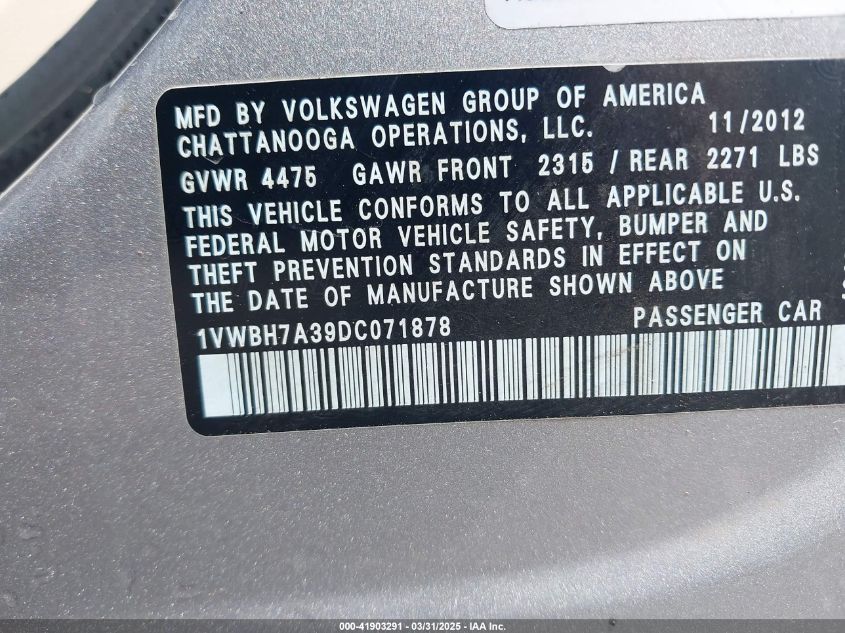 MFD BY VOLKSWAGEN GROUP OF AMERICA
CHATTANOOGA OPERATIONS, LLC. 11/2012
GVWR 4475 GAWR FRONT 2315 / REAR 2271 LBS
THIS VEHICLE CONFORMS TO ALL APPLICABLE U.S.
FEDERAL MOTOR VEHICLE SAFETY, BUMPER AND
THEFT PREVENTION STANDARDS IN EFFECT ON
THE DATE OF MANUFACTURE SHOWN ABOVE
1VWBH7A39DC071878 PASSENGER CAR
000-41903291 - 03/31/2025 - IAA Inc.